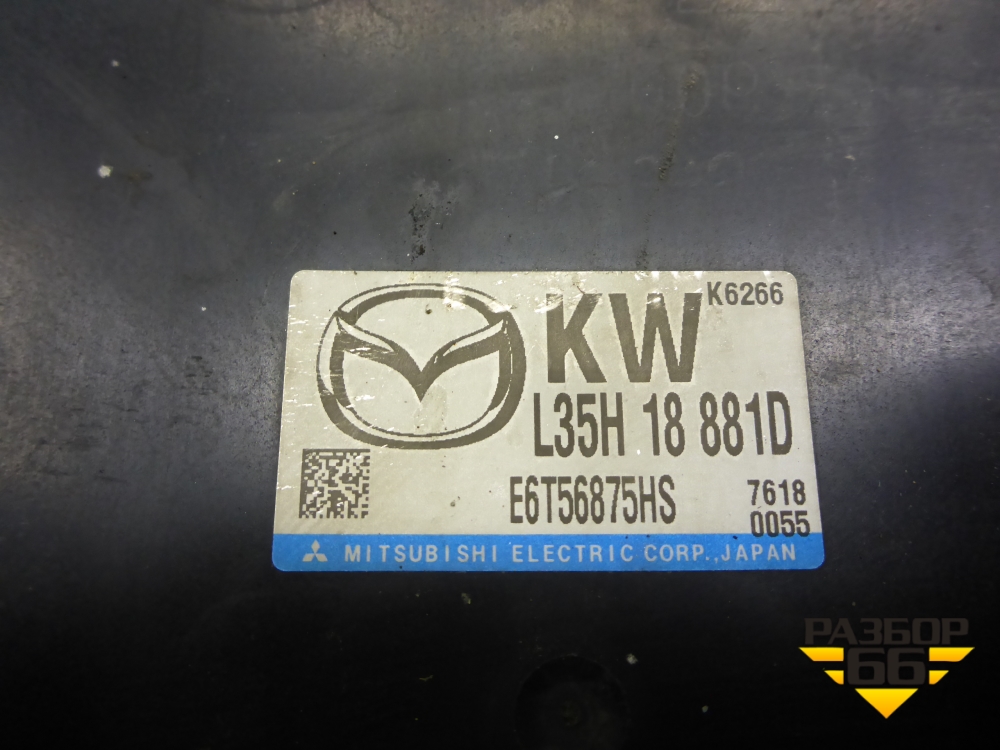 KW
K6266
L35H 18 881D
E6T56875HS
7618
0055
MITSUBISHI ELECTRIC CORP., JAPAN
РАЗБОР
66